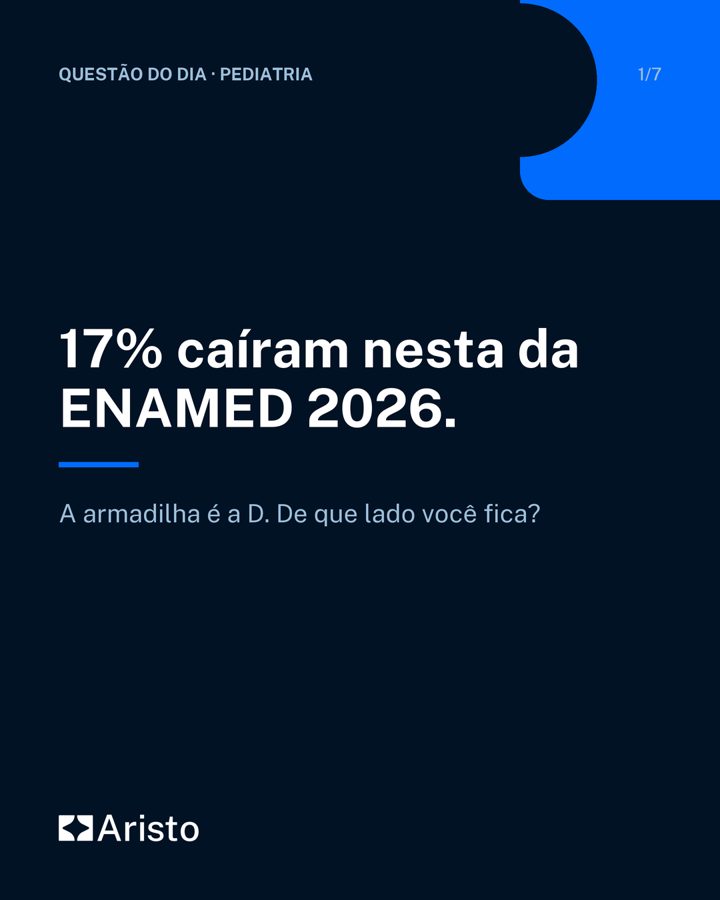 QUESTÃO DO DIA · PEDIATRIA
1/7
17% caíram nesta da
ENAMED 2026.
A armadilha é a D. De que lado você fica?
Aristo